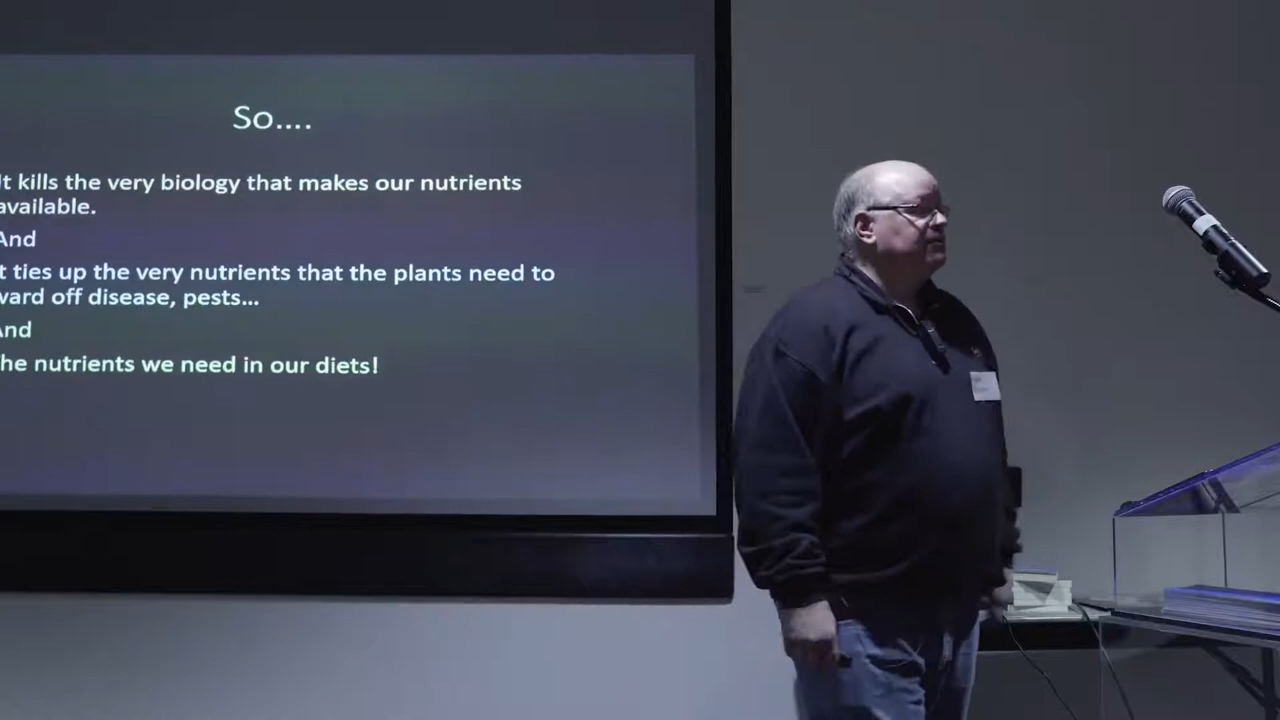 So....
It kills the very biology that makes our nutrients
available.
And
t ties up the very nutrients that the plants need to
ward off disease, pests...
And
he nutrients we need in our diets!